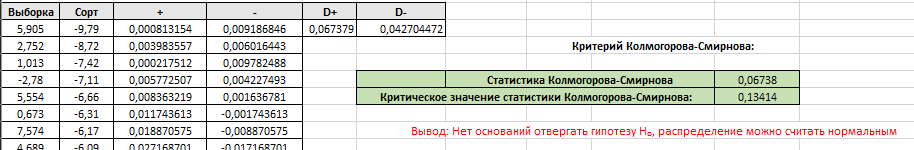 Выборка Сорт + - D+ D-
5,905 -9,79 0,000813154 0,009186846 0,067379 0,042704472
2,752 -8,72 0,003983557 0,006016443 Критерий Колмогорова-Смирнова:
1,013 -7,42 0,000217512 0,009782488
-2,78 -7,11 0,005772507 0,004227493 Статистика Колмогорова-Смирнова 0,06738
5,554 -6,66 0,008363219 0,001636781 Критическое значение статистики Колмогорова-Смирнова: 0,13414
0,673 -6,31 0,011743613 -0,001743613
7,574 -6,17 0,018870575 -0,008870575 Вывод: Нет оснований отвергать гипотезу H₀, распределение можно считать нормальным
4,689 -6,09 0,027168701 -0,017168701